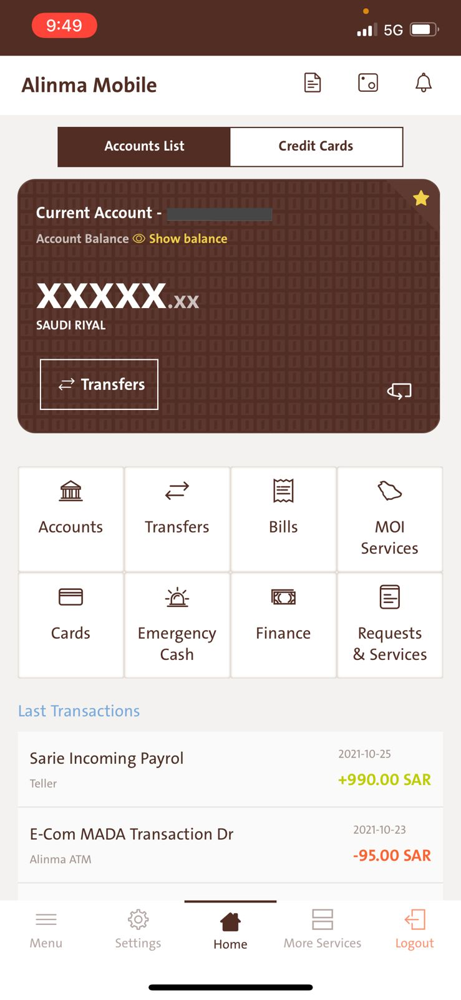 9:49
5G
Alinma Mobile
Accounts List
Credit Cards
Current Account -
Account Balance Show balance
XXXXX.XX
SAUDI RIYAL
Transfers
Accounts
Transfers
Bills
MOI
Services
Cards
Emergency
Cash
Finance
Requests
& Services
Last Transactions
Sarie Incoming Payrol
2021-10-25
Teller
+990.00 SAR
E-Com MADA Transaction Dr
2021-10-23
Alinma ATM
-95.00 SAR
Menu
Settings
Home
More Services
Logout